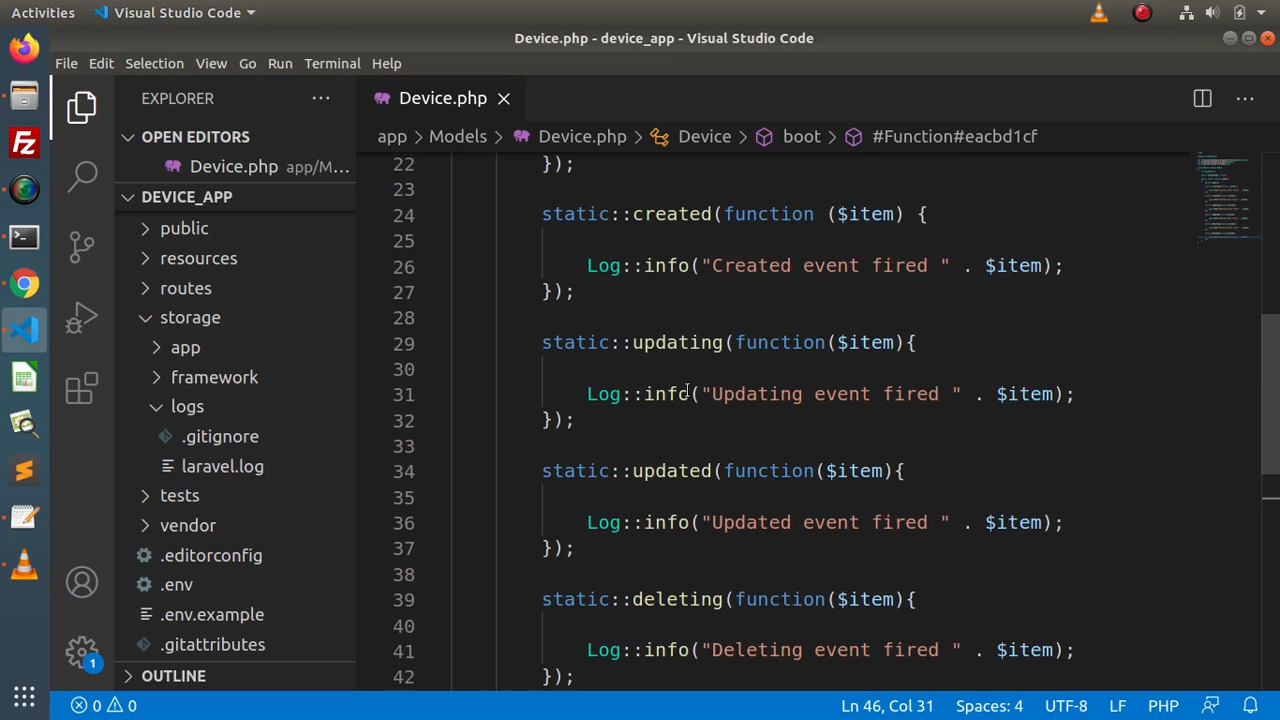 Activities
Visual Studio Code
Device.php - device_app - Visual Studio Code
File Edit Selection View Go Run Terminal Help
EXPLORER
Device.php
OPEN EDITORS
app Models Device.php Device boot #Function#eacbd1cf
Device.php app/M...
DEVICE_APP
public
resources
routes
storage
app
framework
logs
.gitignore
laravel.log
tests
vendor
.editorconfig
.env
.env.example
.gitattributes
OUTLINE
22 });
23
24 static::created(function ($item) {
25
26 Log::info("Created event fired " . $item);
27 });
28
29 static::updating(function($item){
30
31 Log::info("Updating event fired " . $item);
32 });
33
34 static::updated(function($item){
35
36 Log::info("Updated event fired " . $item);
37 });
38
39 static::deleting(function($item){
40
41 Log::info("Deleting event fired " . $item);
42 });
1
0 0 Ln 46, Col 31 Spaces: 4 UTF-8 LF PHP